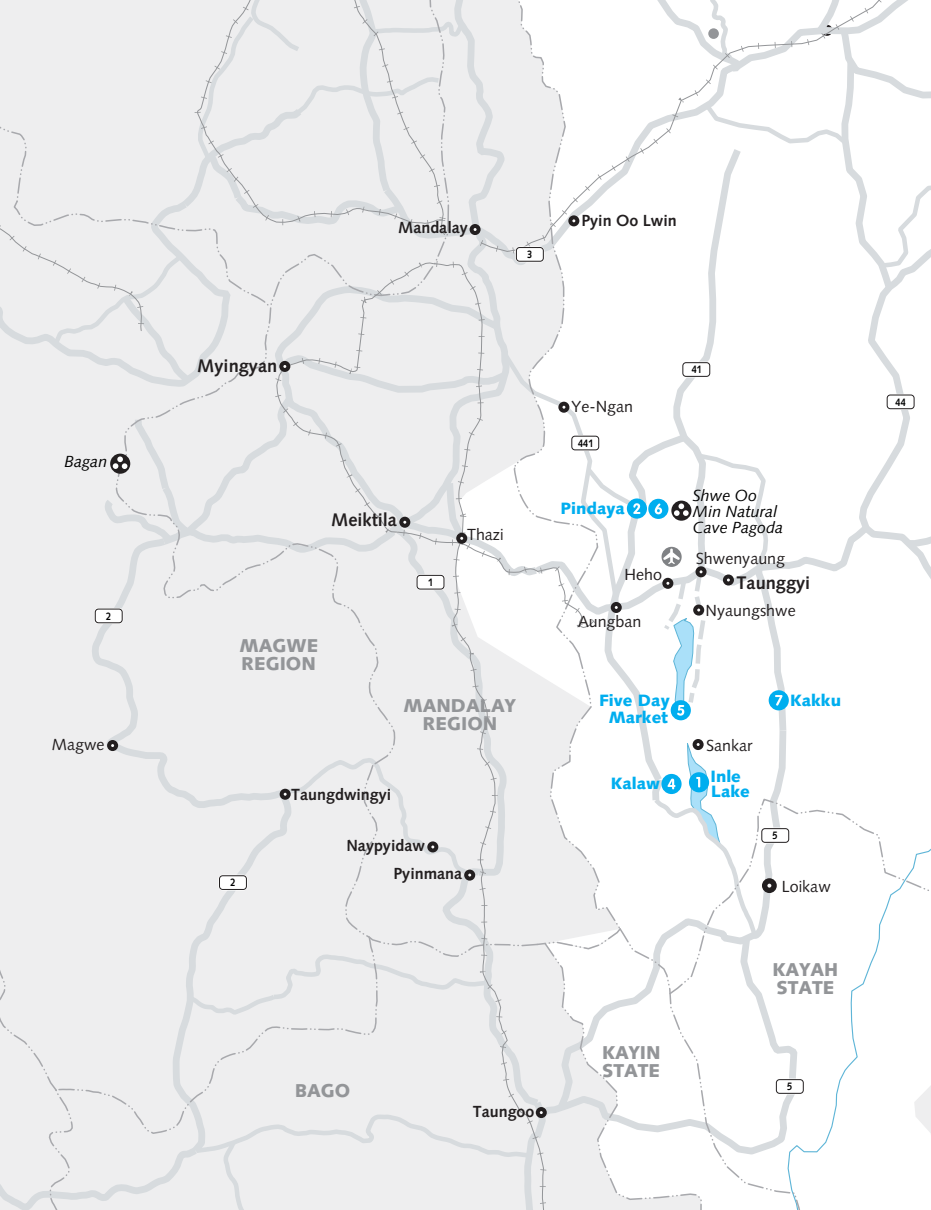 Mandalay
Pyin Oo Lwin
3
Myingyan
41
44
Ye-Ngan
441
Bagan
Pindaya 2 6
Shwe Oo
Min Natural
Cave Pagoda
Meiktila
Thazi
Shwenyaung
Heho
Taunggyi
1
Aungban
Nyaungshwe
2
MAGWE
REGION
MANDALAY
REGION
Five Day
Market
5
7 Kakku
Magwe
Sankar
Kalaw 4
1 Inle
Lake
Taungdwingyi
Naypyidaw
5
Pyinmana
2
Loikaw
KAYAH
STATE
KAYIN
STATE
BAGO
5
Taungoo